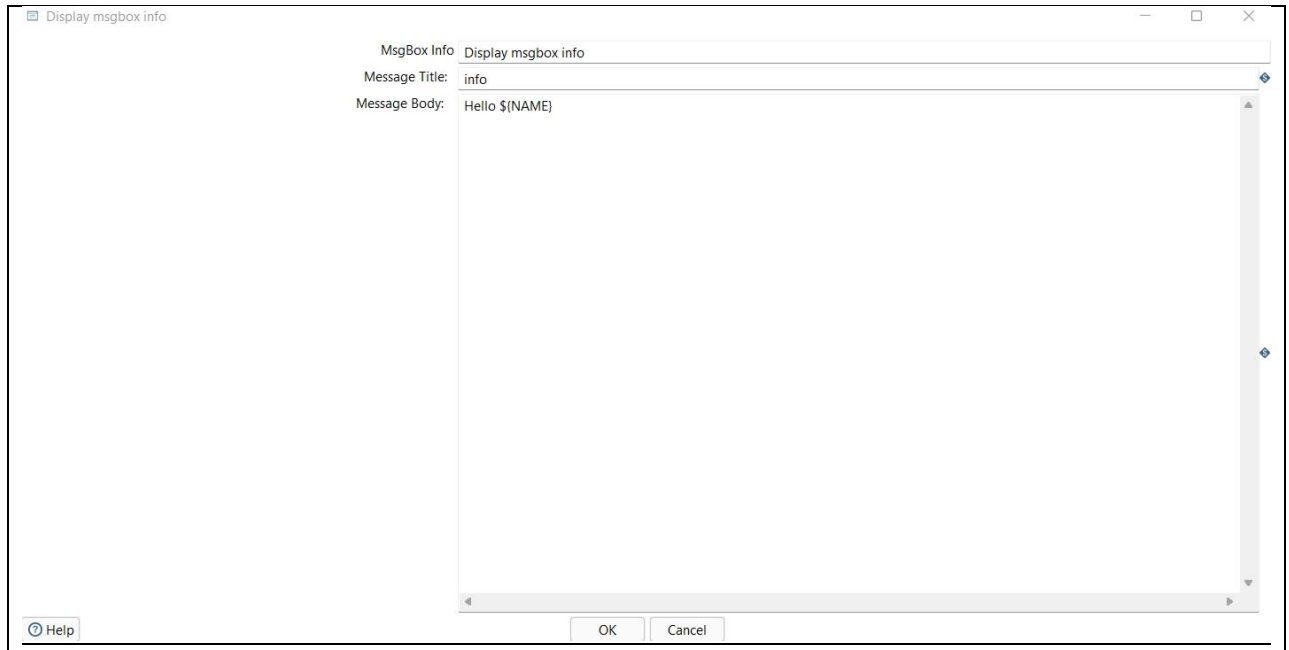 Display msgbox info
MsgBox Info Display msgbox info
Message Title: info
Message Body: Hello ${NAME}
Help OK Cancel